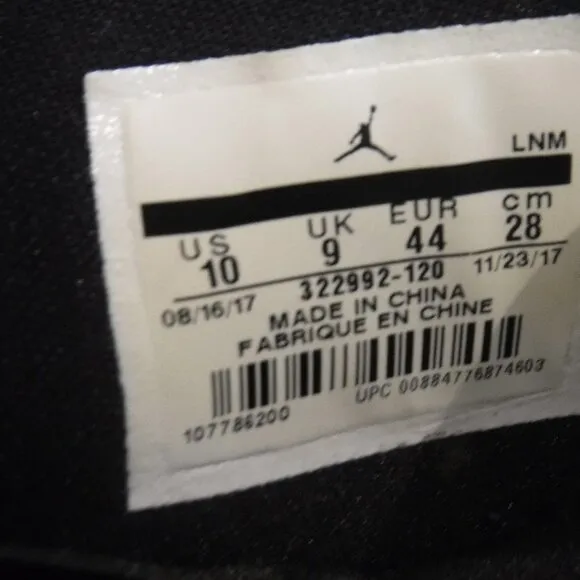 LNM
US UK EUR cm
10 9 44 28
08/16/17 322992-120 11/23/17
MADE IN CHINA
FABRIQUE EN CHINE
UPC 00884776874603
107786200